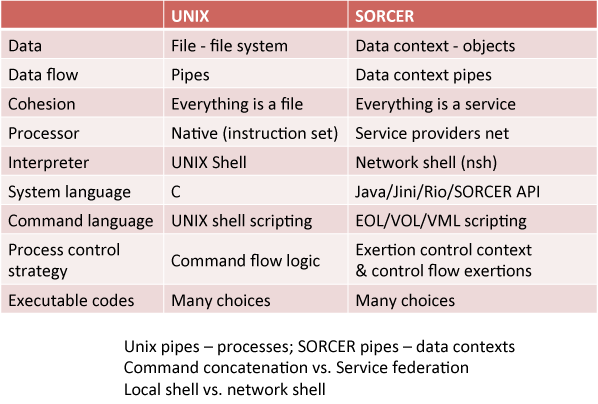 UNIX SORCER
Data File - file system Data context - objects
Data flow Pipes Data context pipes
Cohesion Everything is a file Everything is a service
Processor Native (instruction set) Service providers net
Interpreter UNIX Shell Network shell (nsh)
System language C Java/Jini/Rio/SORCER API
Command language UNIX shell scripting EOL/VOL/VML scripting
Process control
strategy
Command flow logic
Exertion control context
& control flow exertions
Executable codes Many choices Many choices
Unix pipes – processes; SORCER pipes – data contexts
Command concatenation vs. Service federation
Local shell vs. network shell